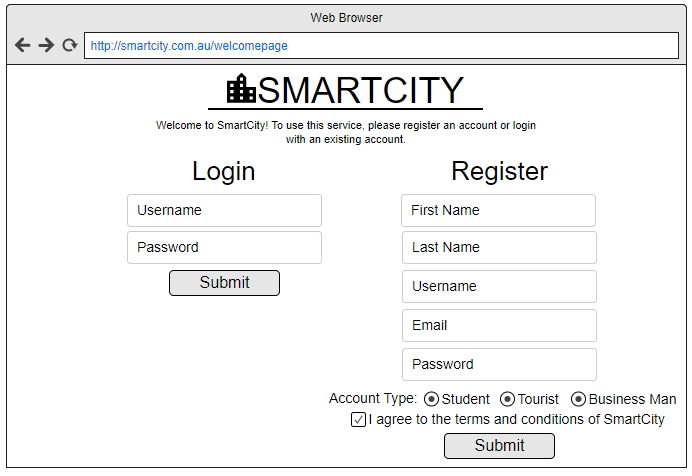 Web Browser
http://smartcity.com.au/welcomepage
SMARTCITY
Welcome to SmartCity! To use this service, please register an account or login
with an existing account.
Login
Username
Password
Submit
Register
First Name
Last Name
Username
Email
Password
Account Type: Student Tourist Business Man
I agree to the terms and conditions of SmartCity
Submit